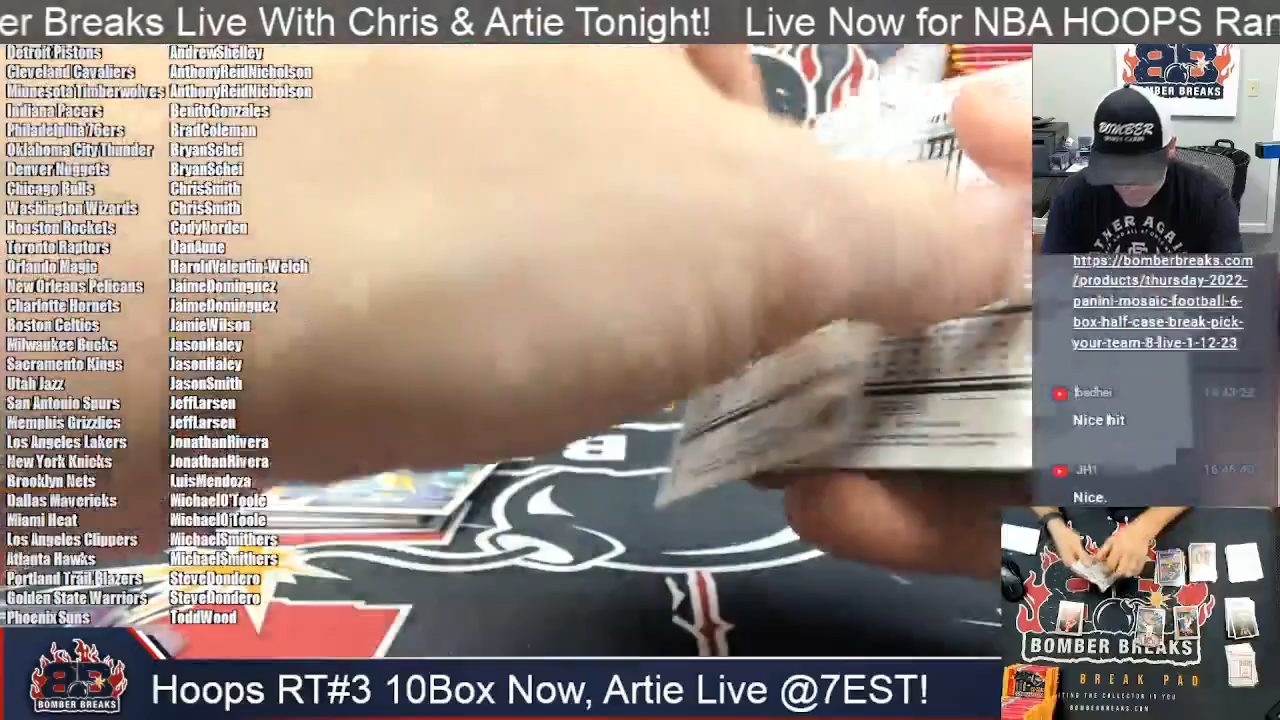 er Breaks Live With Chris & Artie Tonight! Live Now for NBA HOOPS Ran
Detroit Pistons AndrewShelley
Cleveland Cavaliers AnthonyReidNicholson
Minnesota Timberwolves AnthonyReidNicholson
Indiana Pacers BenitoGonzales
Philadelphia 76ers BradColeman
Oklahoma City Thunder BryanSchei
Denver Nuggets BryanSchei
Chicago Bulls ChrisSmith
Washington Wizards ChrisSmith
Houston Rockets CodyNorden
Toronto Raptors DanAune
Orlando Magic HaroldValentin-Welch
New Orleans Pelicans JaimeDominguez
Charlotte Hornets JaimeDominguez
Boston Celtics JamieWilson
Milwaukee Bucks JasonHaley
Sacramento Kings JasonHaley
Utah Jazz JasonSmith
San Antonio Spurs JeffLarsen
Memphis Grizzlies JeffLarsen
Los Angeles Lakers JonathanRivera
New York Knicks JonathanRivera
Brooklyn Nets LuisMendoza
Dallas Mavericks MichaelO'Toole
Miami Heat MichaelO'Toole
Los Angeles Clippers MichaelSmithers
Atlanta Hawks MichaelSmithers
Portland Trail Blazers SteveDondero
Golden State Warriors SteveDondero
Phoenix Suns ToddWood
BOMBER BREAKS
Hoops RT#3 10Box Now, Artie Live @7EST!
BOMBER BREAKS
BOMBER
https://bomberbreaks.com
/products/thursday-2022-
panini-mosaic-football-6-
box-half-case-break-pick-
your-team-8-live-1-12-23
Nice hit
JH1
Nice.
BOMBER BREAKS
BREAK PAD
BOMBERBREAKS.COM